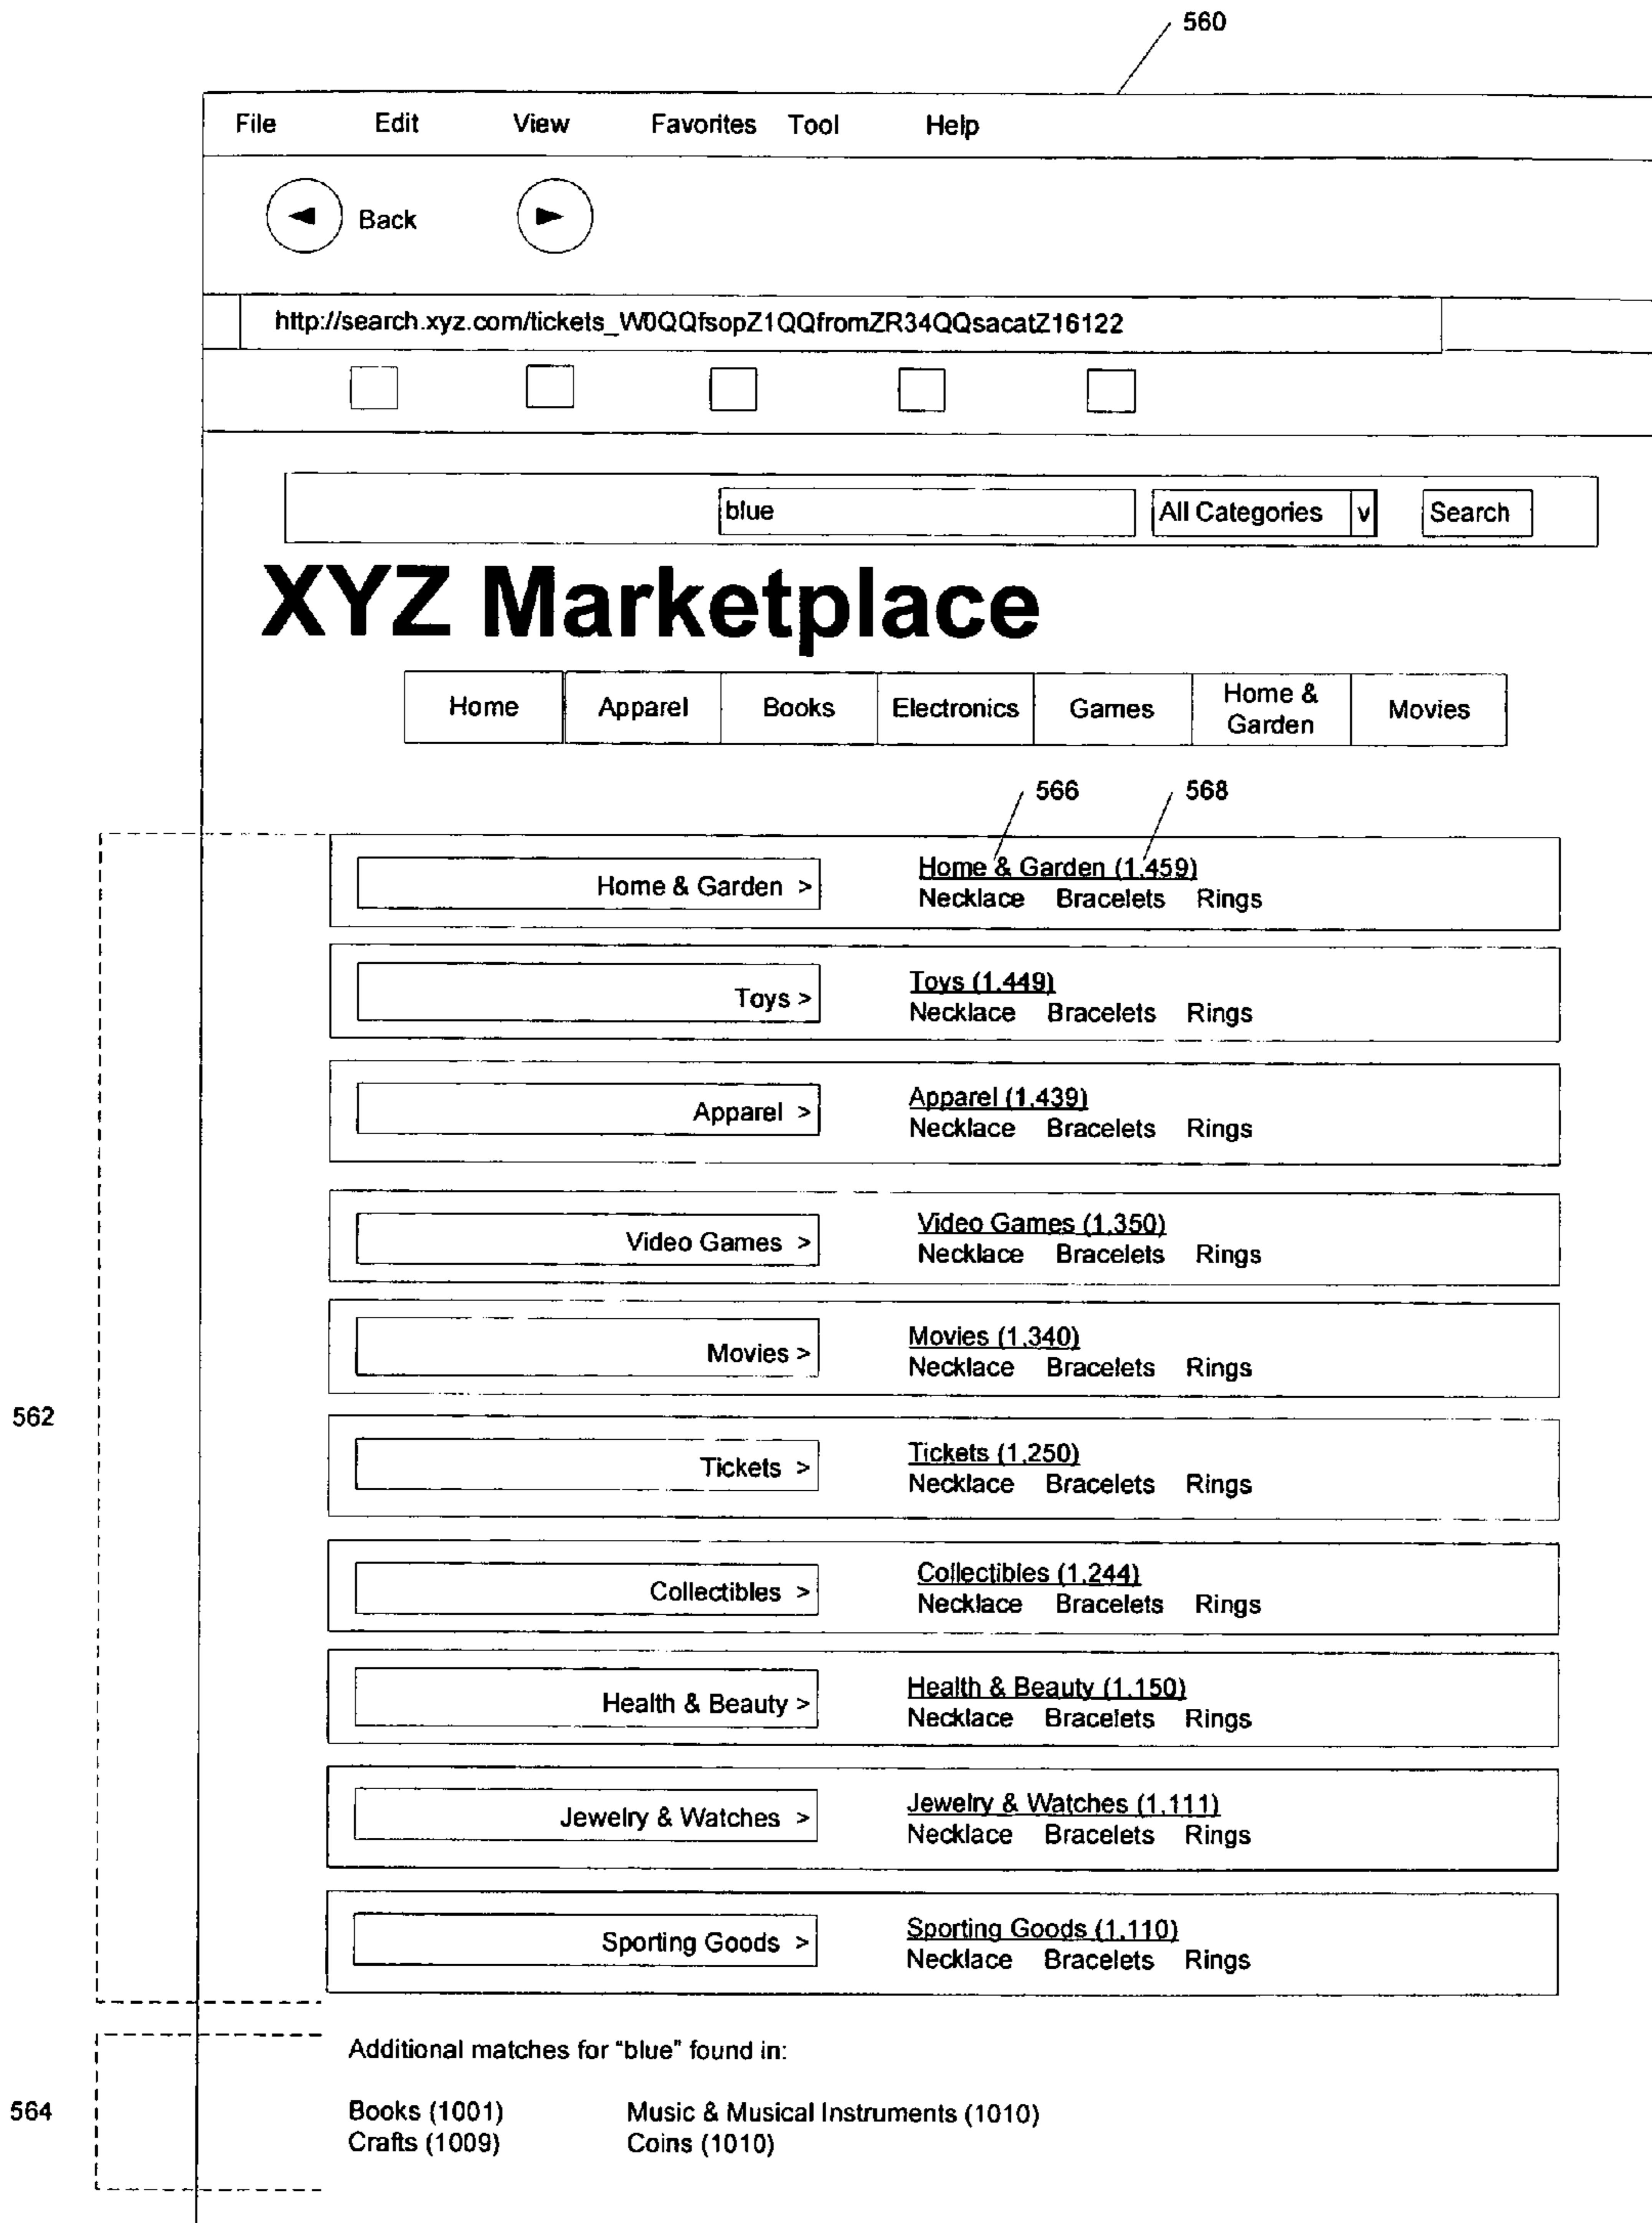 560
File Edit View Favorites Tool Help
Back
http://search.xyz.com/tickets_W0QQfsopZ1QQfromZR34QQsacatZ16122
blue All Categories v Search
XYZ Marketplace
Home Apparel Books Electronics Games Home & Garden Movies
566 568
Home & Garden > Home & Garden (1,459)
Necklace Bracelets Rings
Toys > Toys (1,449)
Necklace Bracelets Rings
Apparel > Apparel (1,439)
Necklace Bracelets Rings
Video Games > Video Games (1,350)
Necklace Bracelets Rings
Movies > Movies (1,340)
Necklace Bracelets Rings
562
Tickets > Tickets (1,250)
Necklace Bracelets Rings
Collectibles > Collectibles (1,244)
Necklace Bracelets Rings
Health & Beauty > Health & Beauty (1,150)
Necklace Bracelets Rings
Jewelry & Watches > Jewelry & Watches (1,111)
Necklace Bracelets Rings
Sporting Goods > Sporting Goods (1,110)
Necklace Bracelets Rings
Additional matches for "blue" found in:
564
Books (1001) Music & Musical Instruments (1010)
Crafts (1009) Coins (1010)